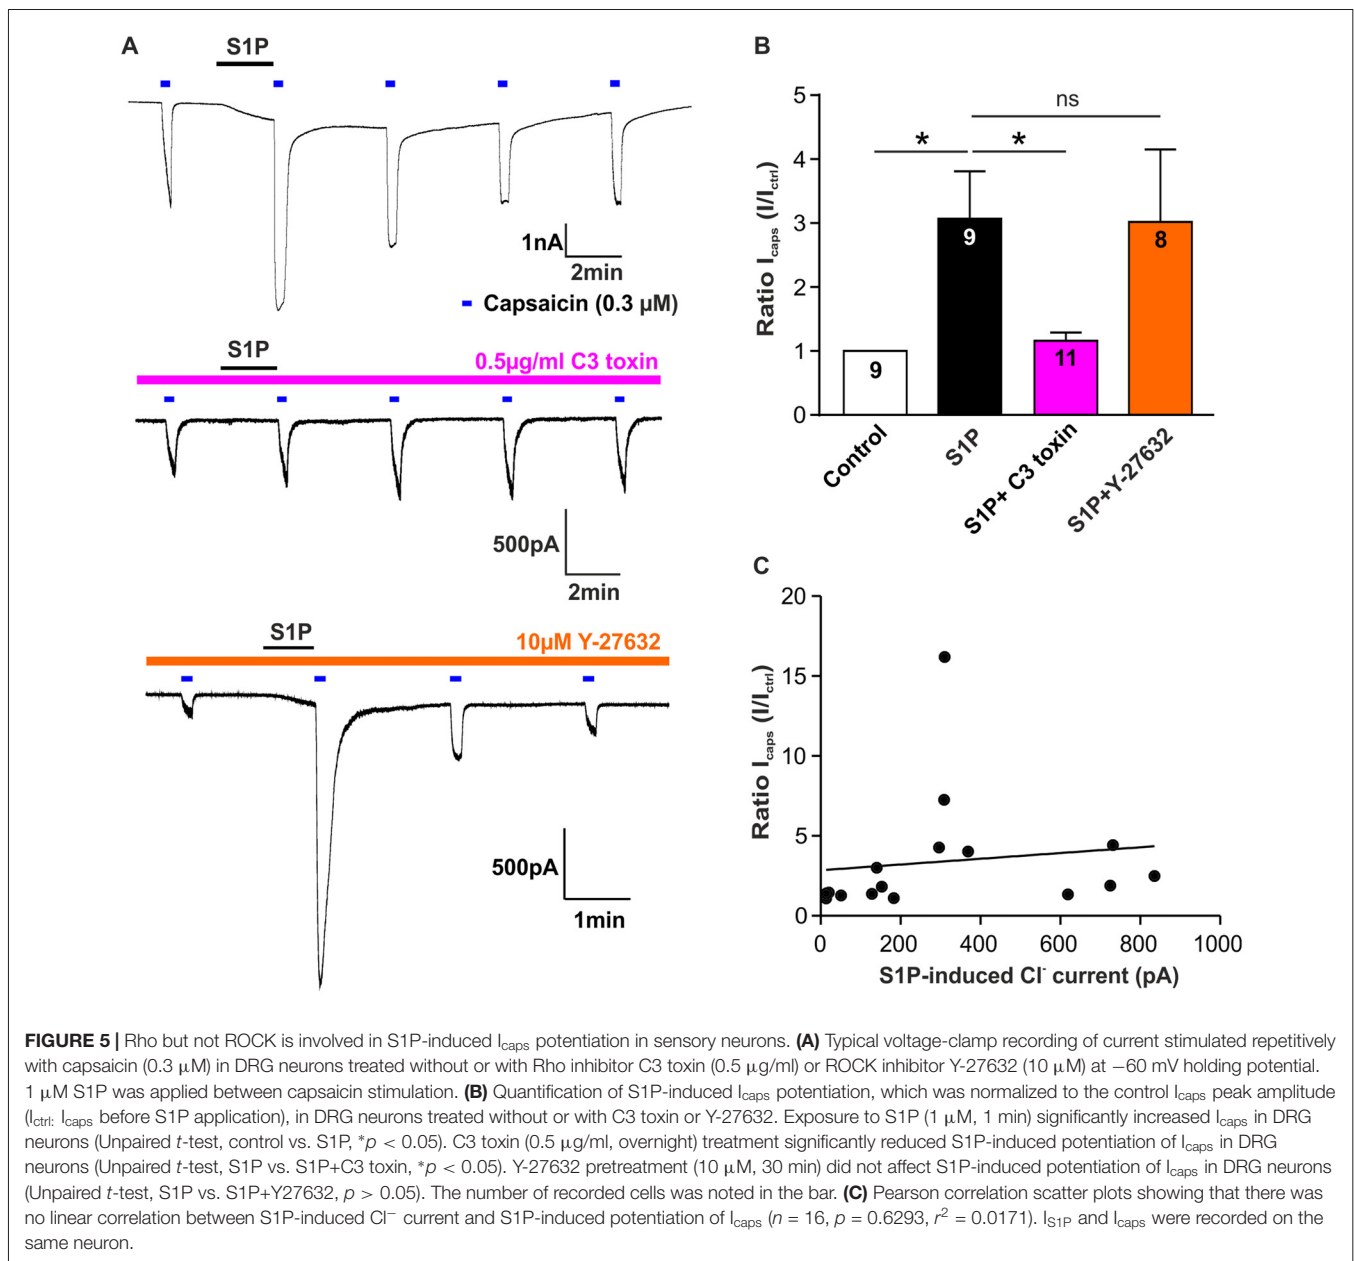 A
S1P
1nA
2min
Capsaicin (0.3 µM)
S1P
0.5µg/ml C3 toxin
500pA
2min
S1P
10µM Y-27632
500pA
1min
B
Ratio Icaps (I/Ictrl)
5
4
3
2
1
0
ns
*
*
9
9
11
8
Control
S1P
S1P+ C3 toxin
S1P+Y-27632
C
Ratio Icaps (I/Ictrl)
20
15
10
5
0
0 200 400 600 800 1000
S1P-induced Cl- current (pA)
FIGURE 5 | Rho but not ROCK is involved in S1P-induced Icaps potentiation in sensory neurons. (A) Typical voltage-clamp recording of current stimulated repetitively
with capsaicin (0.3 µM) in DRG neurons treated without or with Rho inhibitor C3 toxin (0.5 µg/ml) or ROCK inhibitor Y-27632 (10 µM) at −60 mV holding potential.
1 µM S1P was applied between capsaicin stimulation. (B) Quantification of S1P-induced Icaps potentiation, which was normalized to the control Icaps peak amplitude
(Ictrl: Icaps before S1P application), in DRG neurons treated without or with C3 toxin or Y-27632. Exposure to S1P (1 µM, 1 min) significantly increased Icaps in DRG
neurons (Unpaired t-test, control vs. S1P, *p < 0.05). C3 toxin (0.5 µg/ml, overnight) treatment significantly reduced S1P-induced potentiation of Icaps in DRG
neurons (Unpaired t-test, S1P vs. S1P+C3 toxin, *p < 0.05). Y-27632 pretreatment (10 µM, 30 min) did not affect S1P-induced potentiation of Icaps in DRG neurons
(Unpaired t-test, S1P vs. S1P+Y27632, p > 0.05). The number of recorded cells was noted in the bar. (C) Pearson correlation scatter plots showing that there was
no linear correlation between S1P-induced Cl− current and S1P-induced potentiation of Icaps (n = 16, p = 0.6293, r² = 0.0171). IS1P and Icaps were recorded on the
same neuron.